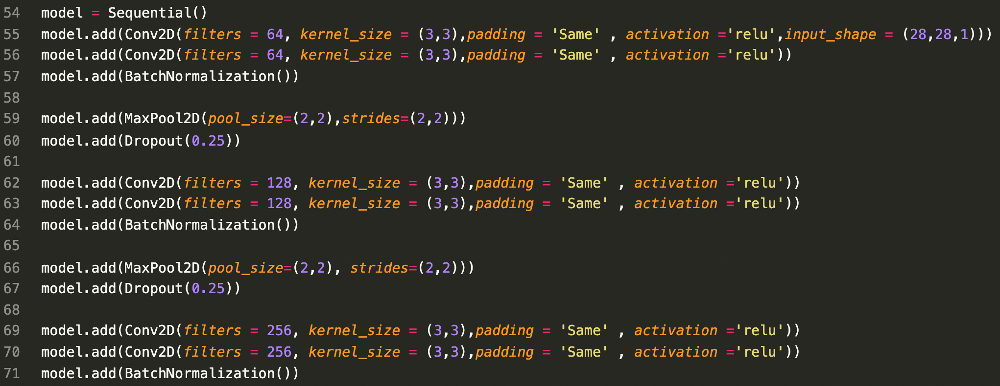 54 model = Sequential()
55 model.add(Conv2D(filters = 64, kernel_size = (3,3),padding = 'Same' , activation ='relu',input_shape = (28,28,1)))
56 model.add(Conv2D(filters = 64, kernel_size = (3,3),padding = 'Same' , activation ='relu'))
57 model.add(BatchNormalization())
58
59 model.add(MaxPool2D(pool_size=(2,2),strides=(2,2)))
60 model.add(Dropout(0.25))
61
62 model.add(Conv2D(filters = 128, kernel_size = (3,3),padding = 'Same' , activation ='relu'))
63 model.add(Conv2D(filters = 128, kernel_size = (3,3),padding = 'Same' , activation ='relu'))
64 model.add(BatchNormalization())
65
66 model.add(MaxPool2D(pool_size=(2,2), strides=(2,2)))
67 model.add(Dropout(0.25))
68
69 model.add(Conv2D(filters = 256, kernel_size = (3,3),padding = 'Same' , activation ='relu'))
70 model.add(Conv2D(filters = 256, kernel_size = (3,3),padding = 'Same' , activation ='relu'))
71 model.add(BatchNormalization())